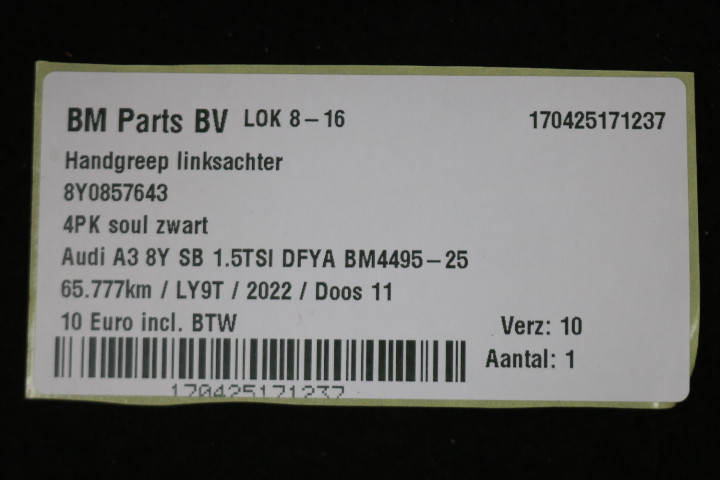 BM Parts BV LOK 8-16 170425171237
Handgreep linksachter
8Y0857643
4PK soul zwart
Audi A3 8Y SB 1.5TSI DFYA BM4495-25
65.777km / LY9T / 2022 / Doos 11
10 Euro incl. BTW Verz: 10
Aantal: 1
170425171237